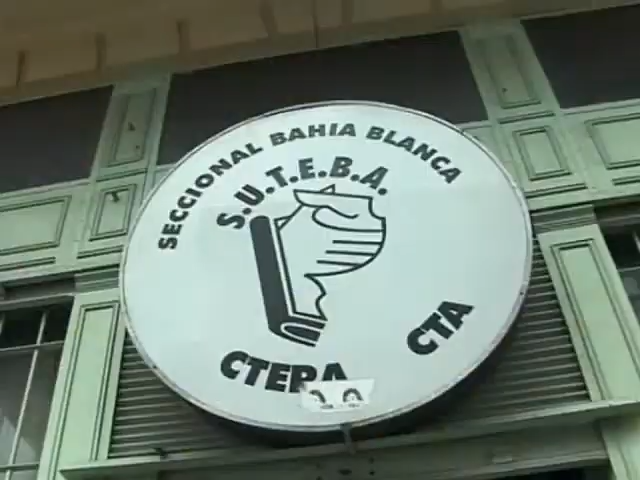 SECCIONAL BAHIA BLANCA
S.U.T.E.B.A.
CTERA
CTA